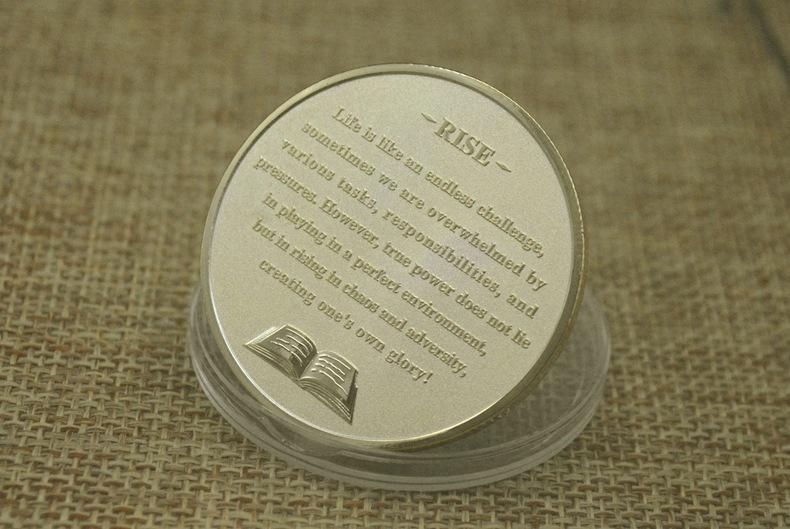 ~RISE~
Life is like an endless challenge,
sometimes we are overwhelmed by
various tasks, responsibilities, and
pressures. However, true power does not lie
in playing in a perfect environment,
but in rising in chaos and adversity,
creating one's own glory!